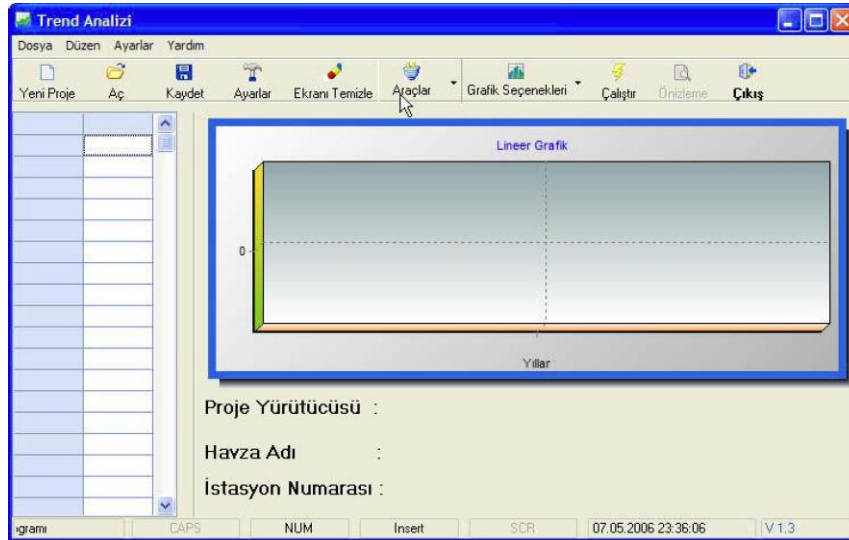 Trend Analizi
Dosya Düzen Ayarlar Yardım
Yeni Proje Aç Kaydet Ayarlar Ekranı Temizle Araçlar Grafik Seçenekleri Çalıştır Önizleme Çıkış
Lineer Grafik
0
Yıllar
Proje Yürütücüsü :
Havza Adı :
İstasyon Numarası :
CAPS NUM Insert SCR 07.05.2006 23:36:06 V 1.3